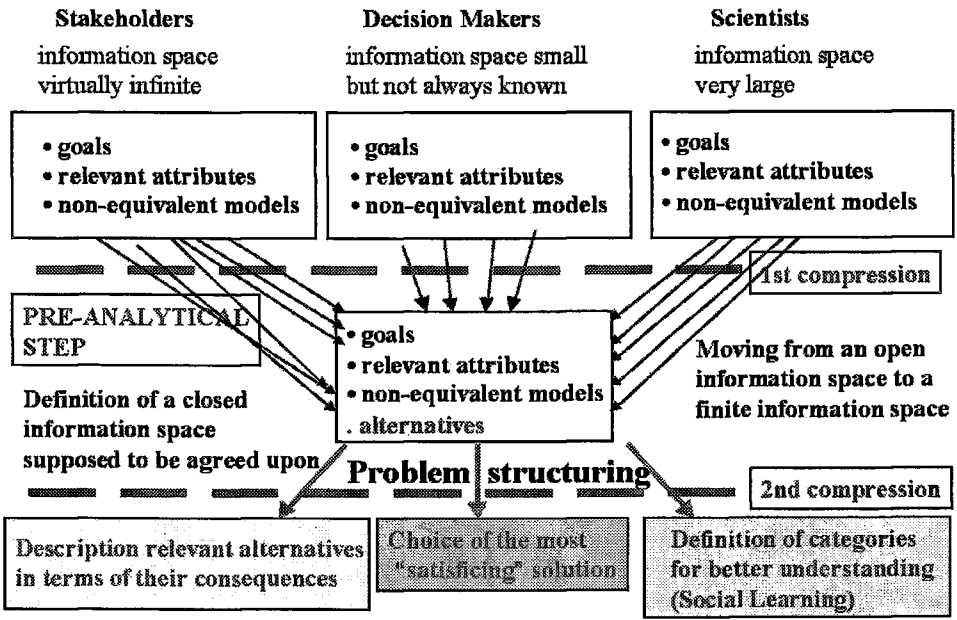 Stakeholders
information space
virtually infinite
Decision Makers
information space small
but not always known
Scientists
information space
very large
• goals
• relevant attributes
• non-equivalent models
• goals
• relevant attributes
• non-equivalent models
• goals
• relevant attributes
• non-equivalent models
1st compression
PRE-ANALYTICAL
STEP
• goals
• relevant attributes
• non-equivalent models
. alternatives
Moving from an open
information space to a
finite information space
Definition of a closed
information space
supposed to be agreed upon
Problem structuring
2nd compression
Description relevant alternatives
in terms of their consequences
Choice of the most
“satisficing” solution
Definition of categories
for better understanding
(Social Learning)